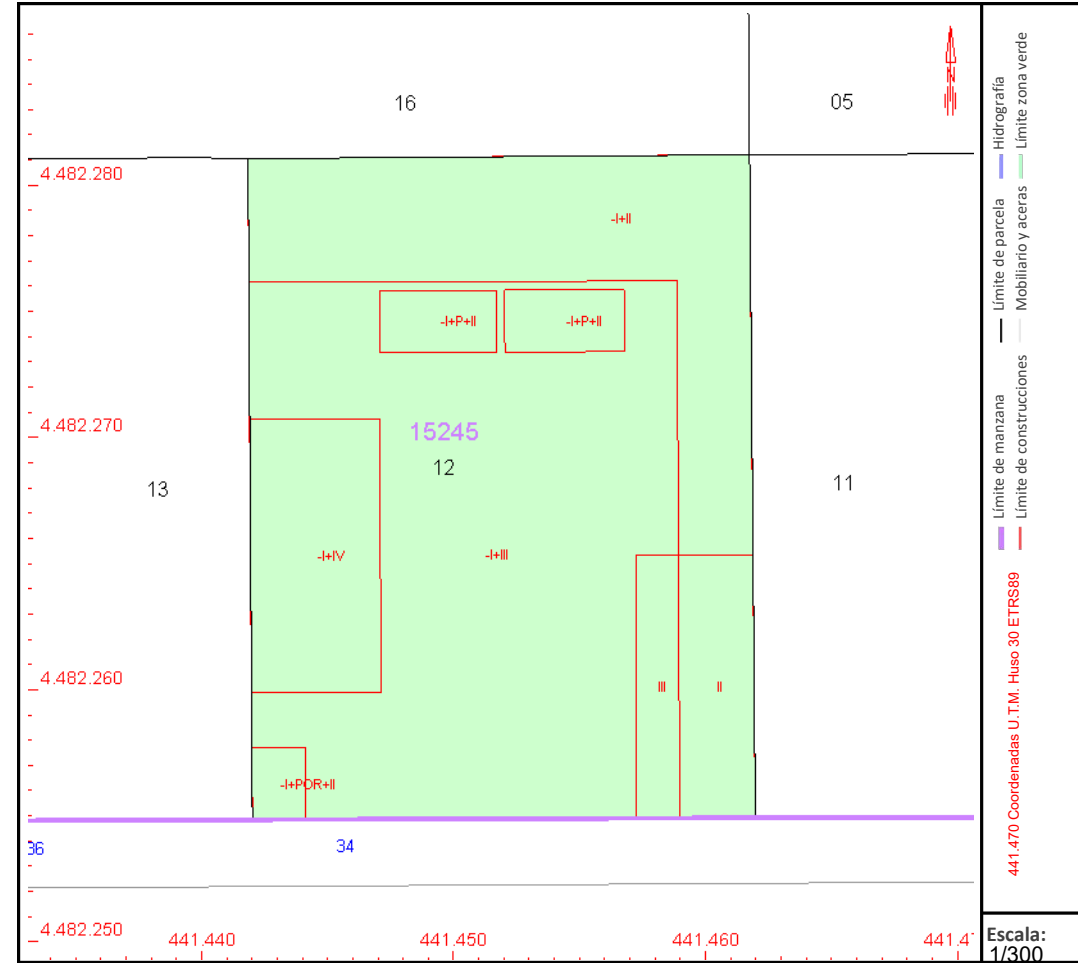 16
05
4.482.280
-I+II
-I+P+II
-I+P+II
4.482.270
15245
12
13
11
-I+IV
-I+III
4.482.260
III
II
-I+POR+II
36
34
4.482.250
441.440
441.450
441.460
441.47
N
Hidrografía
Límite zona verde
Límite de parcela
Mobiliario y aceras
Límite de manzana
Límite de construcciones
441.470 Coordenadas U.T.M. Huso 30 ETRS89
Escala:
1/300